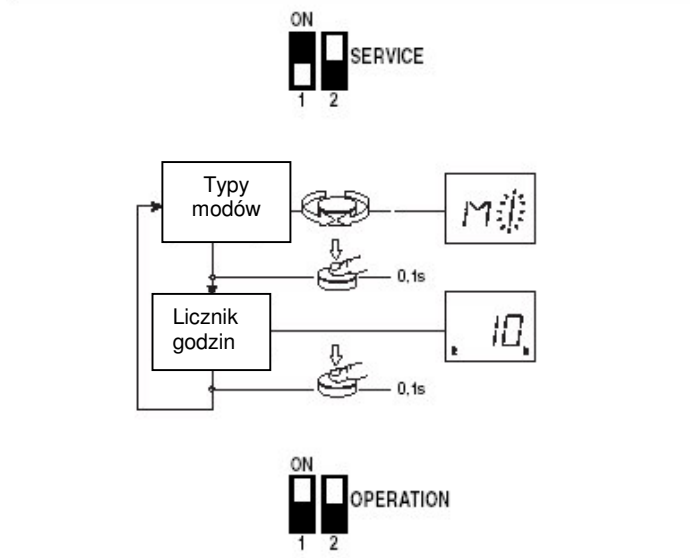 ON
SERVICE
1 2
Typy
modów
0,1s
Licznik
godzin
10
0,1s
ON
OPERATION
1 2